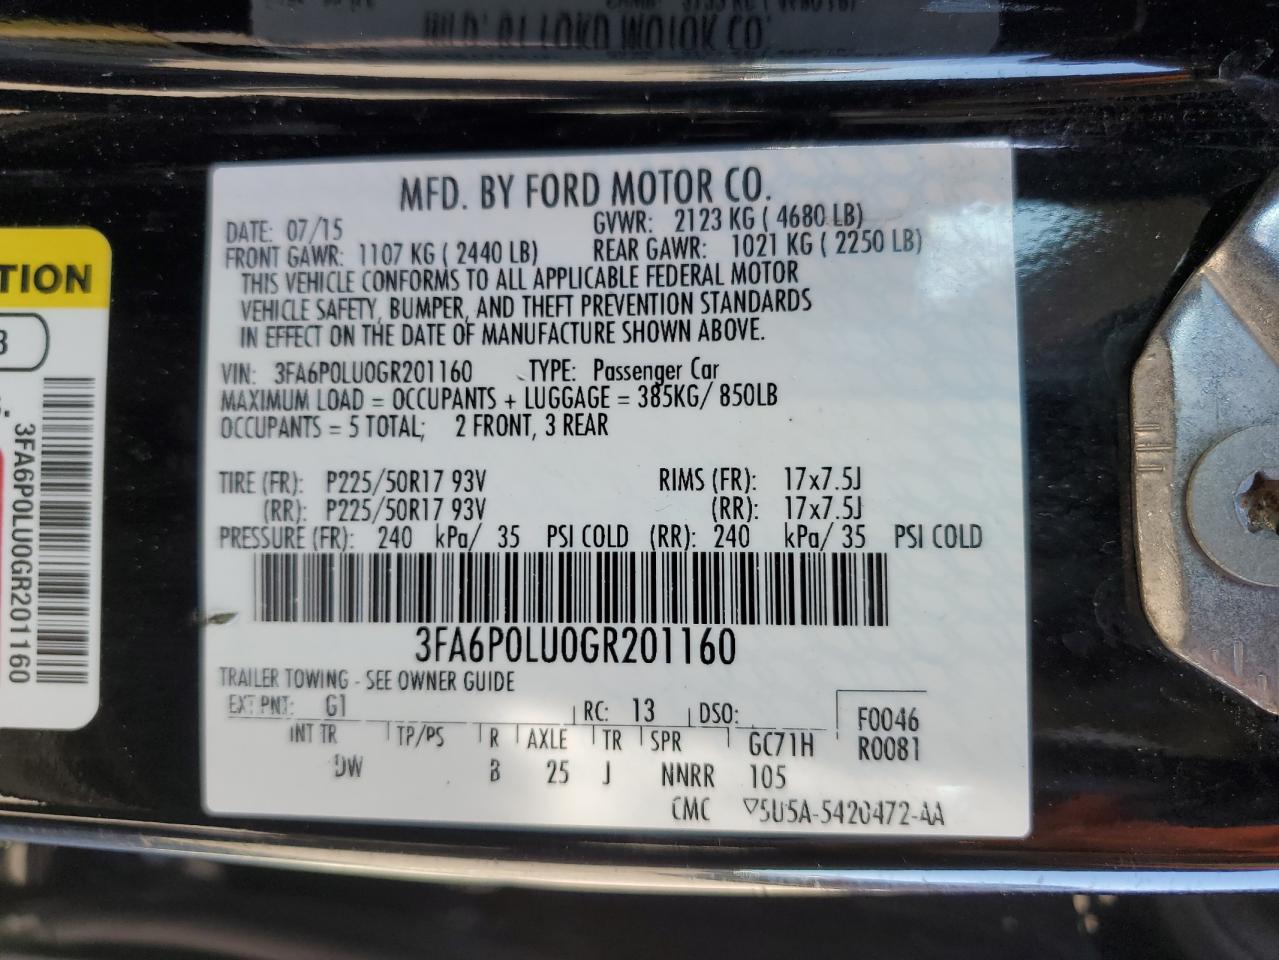 MFD. BY FORD MOTOR CO.
DATE: 07/15 GVWR: 2123 KG ( 4680 LB)
FRONT GAWR: 1107 KG ( 2440 LB) REAR GAWR: 1021 KG ( 2250 LB)
THIS VEHICLE CONFORMS TO ALL APPLICABLE FEDERAL MOTOR
VEHICLE SAFETY, BUMPER, AND THEFT PREVENTION STANDARDS
IN EFFECT ON THE DATE OF MANUFACTURE SHOWN ABOVE.
VIN: 3FA6P0LU0GR201160 TYPE: Passenger Car
MAXIMUM LOAD = OCCUPANTS + LUGGAGE = 385KG/ 850LB
OCCUPANTS = 5 TOTAL; 2 FRONT, 3 REAR
TIRE (FR): P225/50R17 93V RIMS (FR): 17x7.5J
(RR): P225/50R17 93V (RR): 17x7.5J
PRESSURE (FR): 240 kPa/ 35 PSI COLD (RR): 240 kPa/ 35 PSI COLD
3FA6P0LU0GR201160
TRAILER TOWING - SEE OWNER GUIDE
EXT PNT: G1 RC: 13 DSO: F0046
INT TR TP/PS R AXLE TR SPR GC71H R0081
DW B 25 J NNRR 105
CMC 5U5A-5420472-AA
TION
3FA6P0LU0GR201160